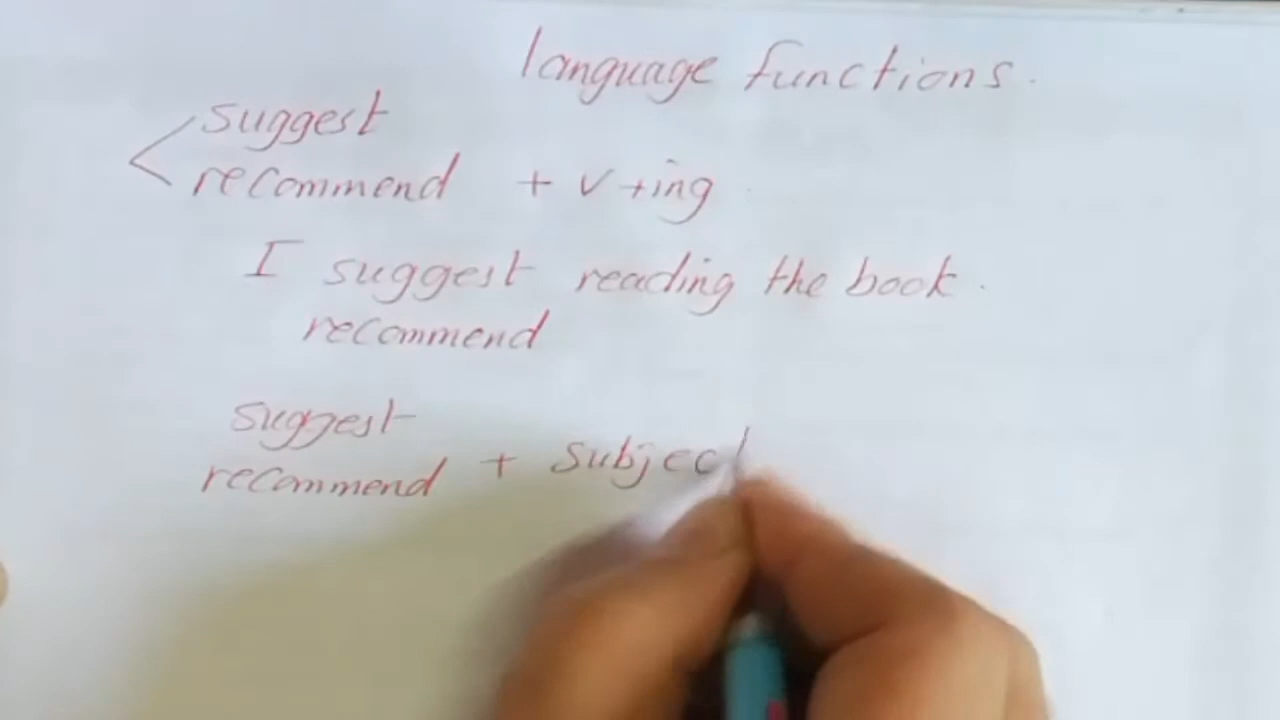 language functions.
suggest
recommend + v+ing
I suggest reading the book.
recommend
suggest
recommend + subject